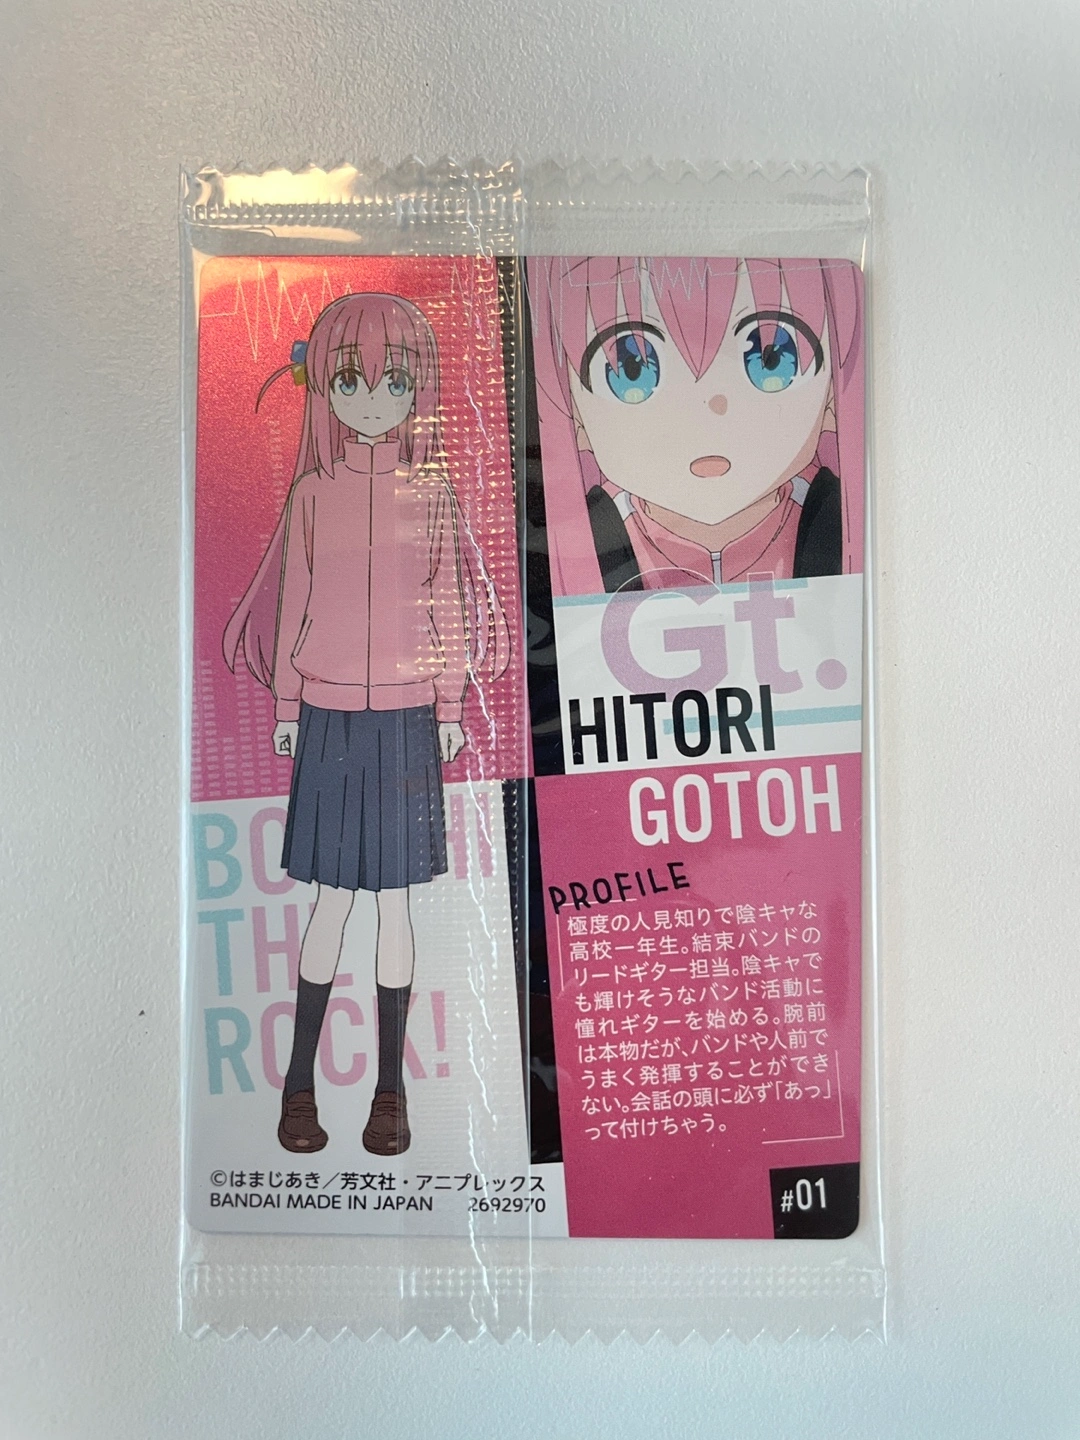 Gt.
HITORI
GOTOH
BOCCHI
THE
ROCK!
PROFILE
極度の人見知りで陰キャな
高校一年生。結束バンドの
リードギター担当。陰キャで
も輝けそうなバンド活動に
憧れギターを始める。腕前
は本物だが、バンドや人前で
うまく発揮することができ
ない。会話の頭に必ず「あっ」
って付けちゃう。
©はまじあき／芳文社・アニプレックス
BANDAI MADE IN JAPAN 2692970
#01